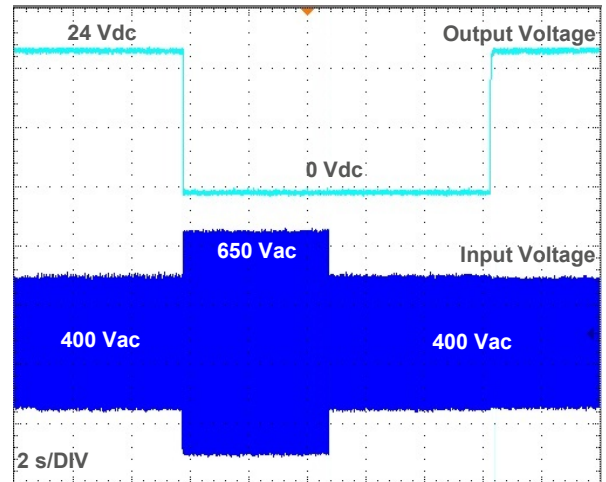 24 Vdc
Output Voltage
0 Vdc
650 Vac
Input Voltage
400 Vac
400 Vac
2 s/DIV